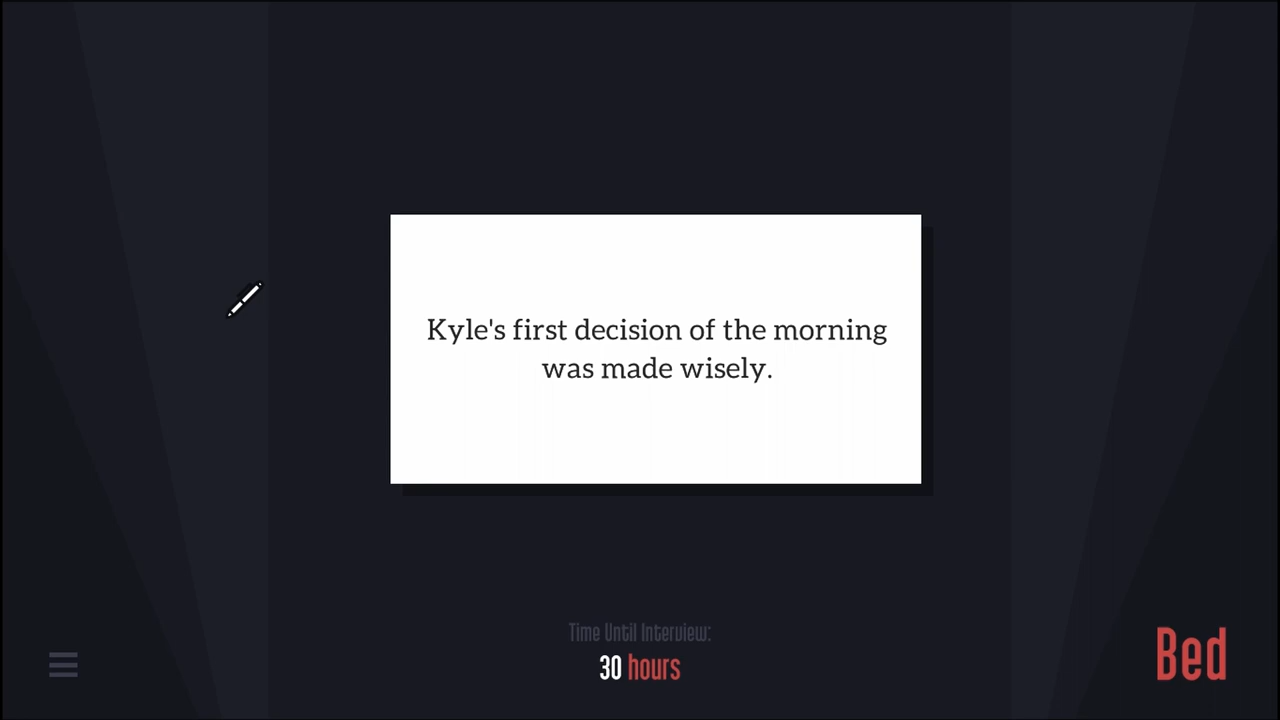 Kyle's first decision of the morning
was made wisely.
Time Until Interview:
30 hours
Bed